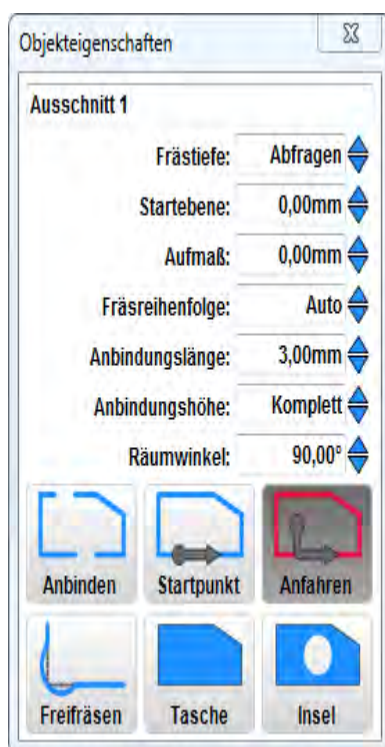 Objekteigenschaften
Ausschnitt 1
Frästiefe: Abfragen
Startebene: 0,00mm
Aufmaß: 0,00mm
Fräsreihenfolge: Auto
Anbindungslänge: 3,00mm
Anbindungshöhe: Komplett
Räumwinkel: 90,00°
Anbinden Startpunkt Anfahren
Freifräsen Tasche Insel